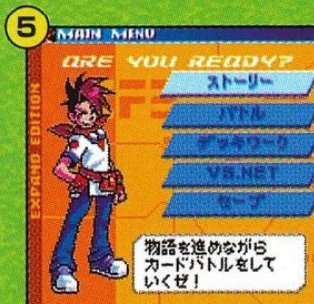 5
MAIN MENU
ARE YOU READY?
ストーリー
バトル
デッキワーク
VS.NET
セーブ
EXPAND EDITION
物語を進めながら
カードバトルをして
いくぜ！